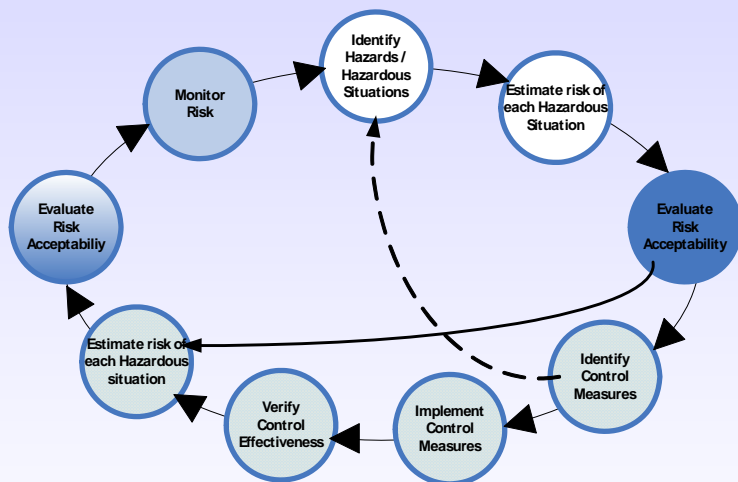 Identify
Hazards /
Hazardous
Situations
Estimate risk of
each Hazardous
Situation
Evaluate
Risk
Acceptability
Identify
Control
Measures
Implement
Control
Measures
Verify
Control
Effectiveness
Estimate risk of
each Hazardous
situation
Evaluate
Risk
Acceptabiliy
Monitor
Risk